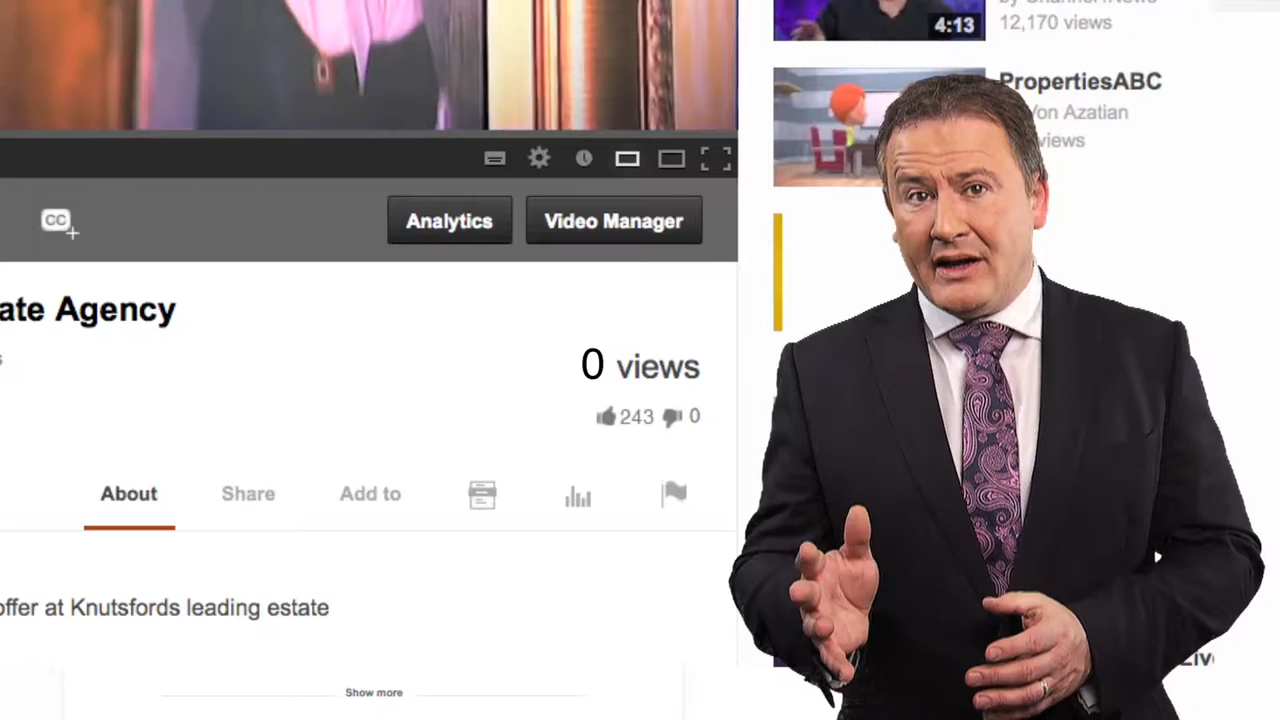 4:13
12,170 views
PropertiesABC
Von Azatian
views
CC
Analytics
Video Manager
ate Agency
0 views
243 0
About
Share
Add to
offer at Knutsfords leading estate
Show more